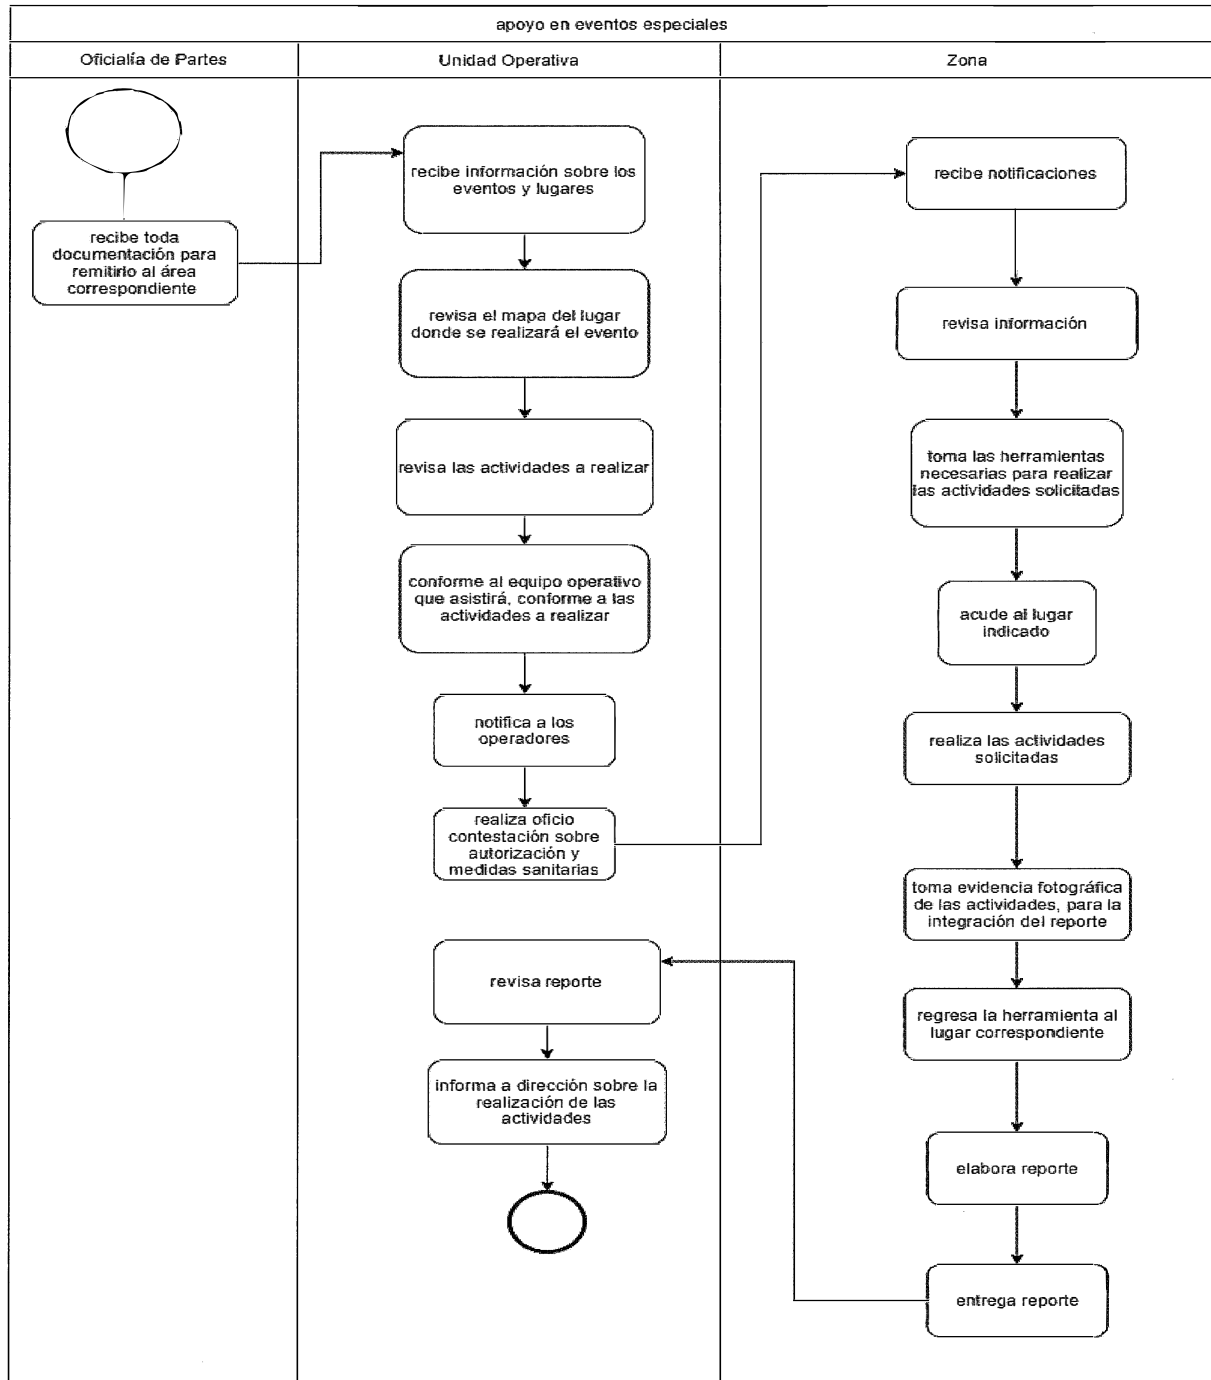 apoyo en eventos especiales
Oficialía de Partes
Unidad Operativa
Zona
recibe toda
documentación para
remitirlo al área
correspondiente
recibe información sobre los
eventos y lugares
revisa el mapa del lugar
donde se realizará el evento
revisa las actividades a realizar
conforme al equipo operativo
que asistirá, conforme a las
actividades a realizar
notifica a los
operadores
realiza oficio
contestación sobre
autorización y
medidas sanitarias
recibe notificaciones
revisa información
toma las herramientas
necesarias para realizar
las actividades solicitadas
acude al lugar
indicado
realiza las actividades
solicitadas
toma evidencia fotográfica
de las actividades, para la
integración del reporte
regresa la herramienta al
lugar correspondiente
elabora reporte
entrega reporte
revisa reporte
informa a dirección sobre la
realización de las
actividades